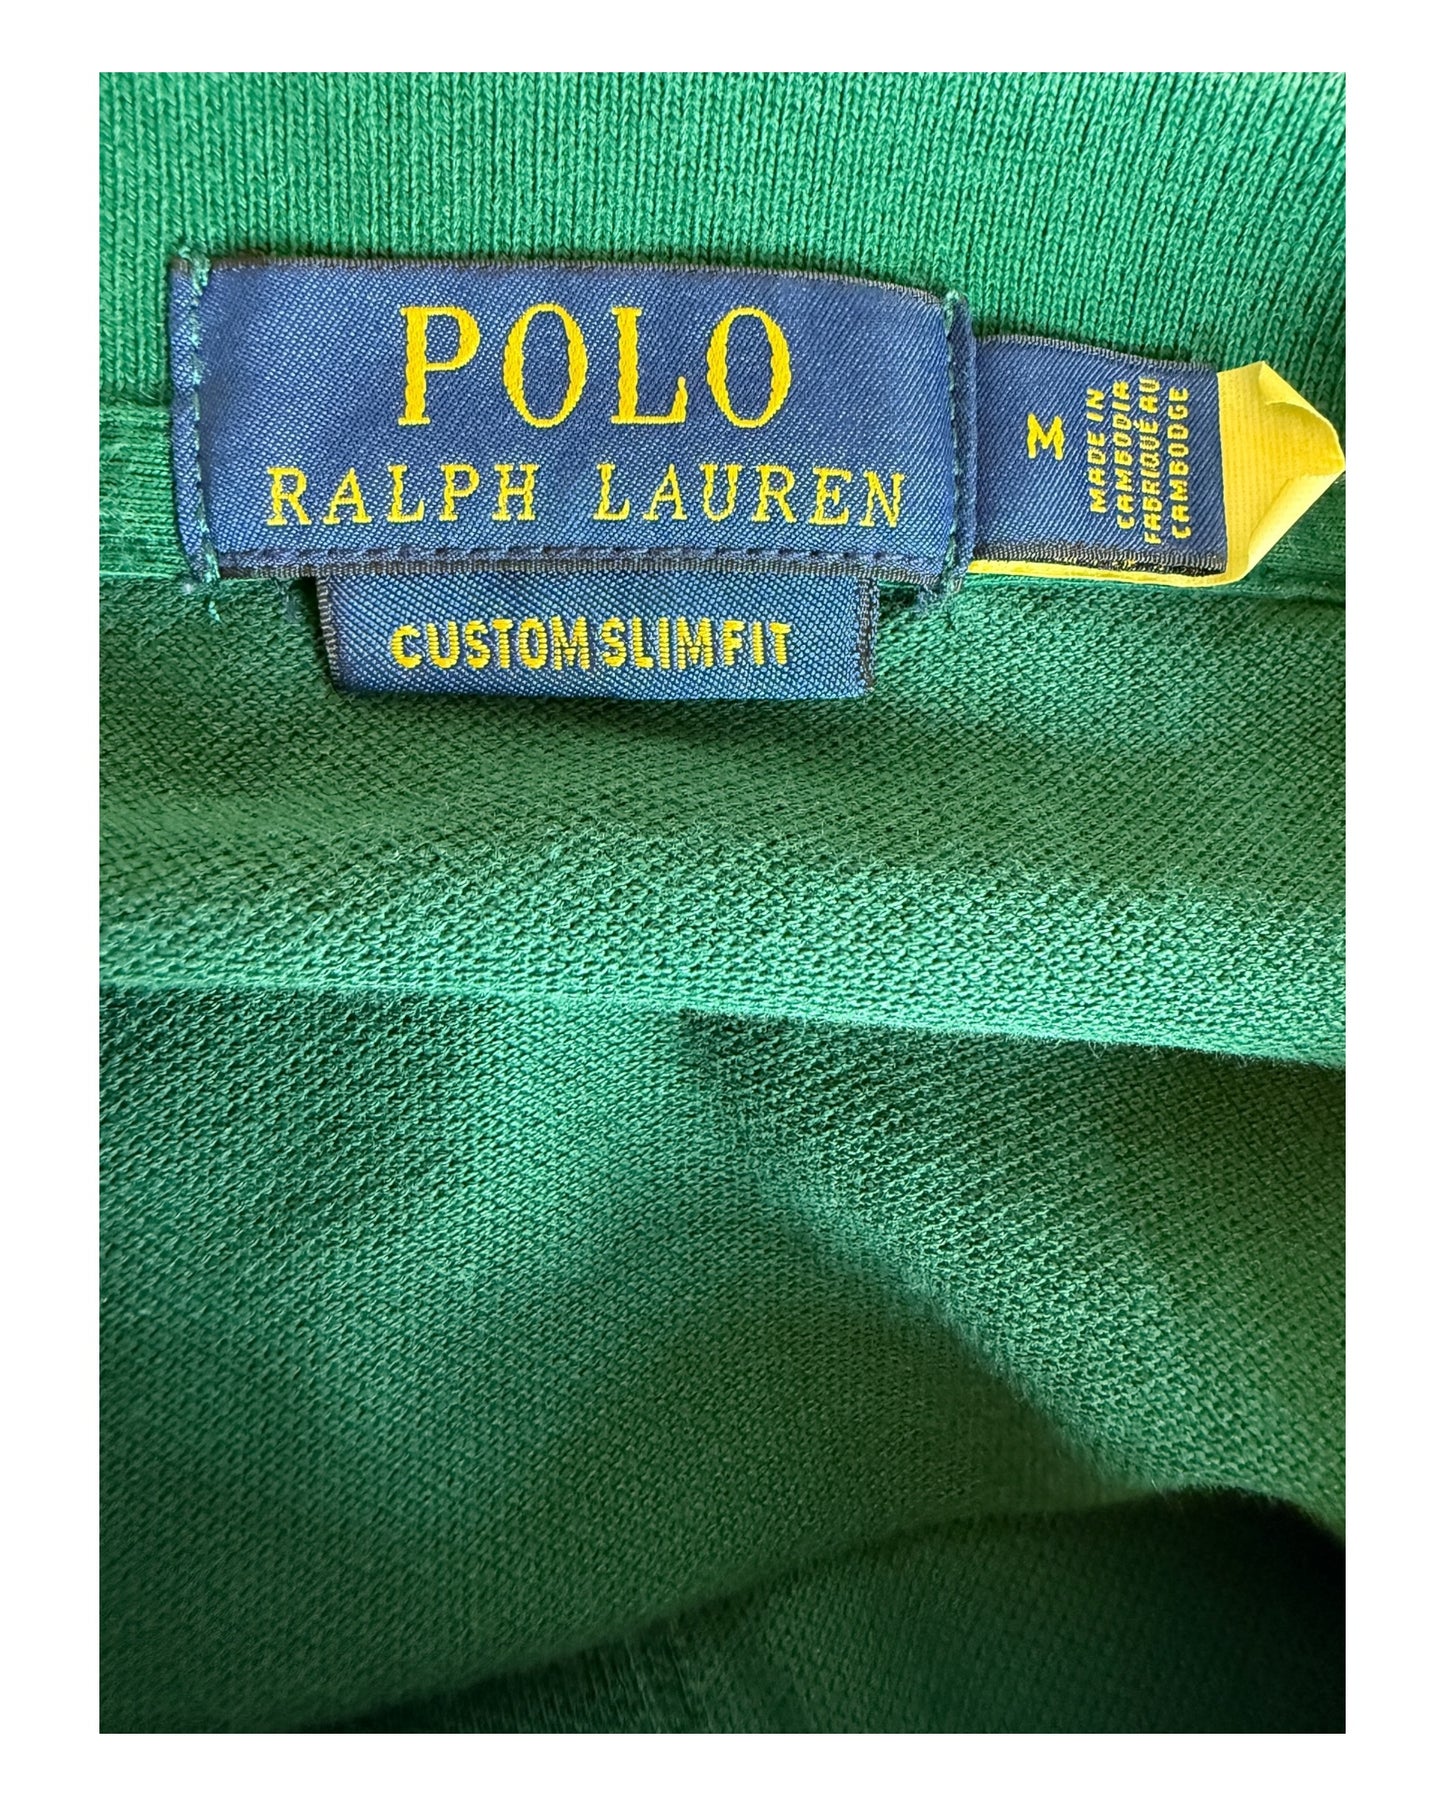 POLO
RALPH LAUREN
CUSTOM SLIM FIT
M
MADE IN
CAMBODIA
FABRIQUÉ AU
CAMBODGE